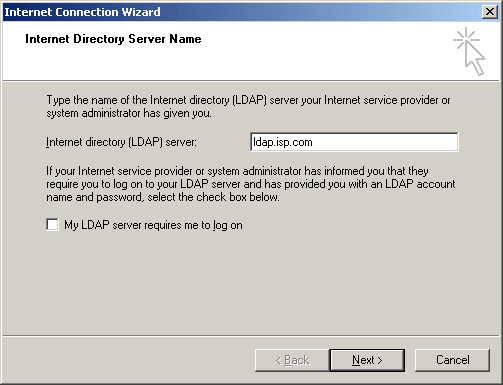 Internet Connection Wizard
Internet Directory Server Name
Type the name of the Internet directory (LDAP) server your Internet service provider or
system administrator has given you.
Internet directory (LDAP) server:
ldap.isp.com
If your Internet service provider or system administrator has informed you that they
require you to log on to your LDAP server and has provided you with an LDAP account
name and password, select the check box below.
My LDAP server requires me to log on
< Back
Next >
Cancel